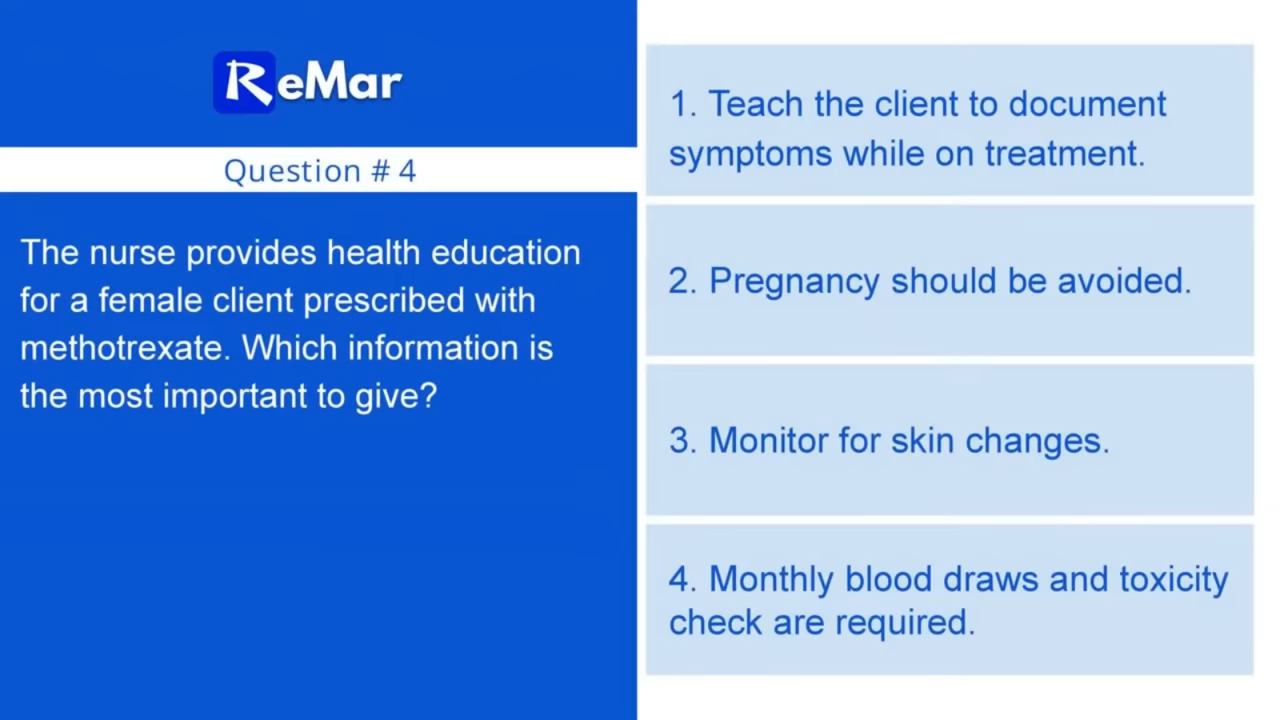 ReMar
Question # 4
The nurse provides health education
for a female client prescribed with
methotrexate. Which information is
the most important to give?
1. Teach the client to document
symptoms while on treatment.
2. Pregnancy should be avoided.
3. Monitor for skin changes.
4. Monthly blood draws and toxicity
check are required.